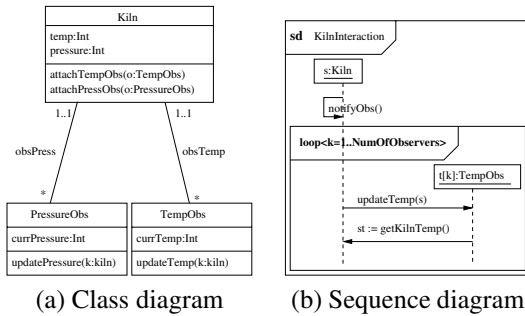 Kiln
temp:Int
pressure:Int
attachTempObs(o:TempObs)
attachPressObs(o:PressureObs)
1..1
1..1
obsPress
obsTemp
*
*
PressureObs
currPressure:Int
updatePressure(k:kiln)
TempObs
currTemp:Int
updateTemp(k:kiln)
(a) Class diagram
sd KilnInteraction
s:Kiln
notifyObs()
loop<k=1..NumOfObservers>
t[k]:TempObs
updateTemp(s)
st := getKilnTemp()
(b) Sequence diagram